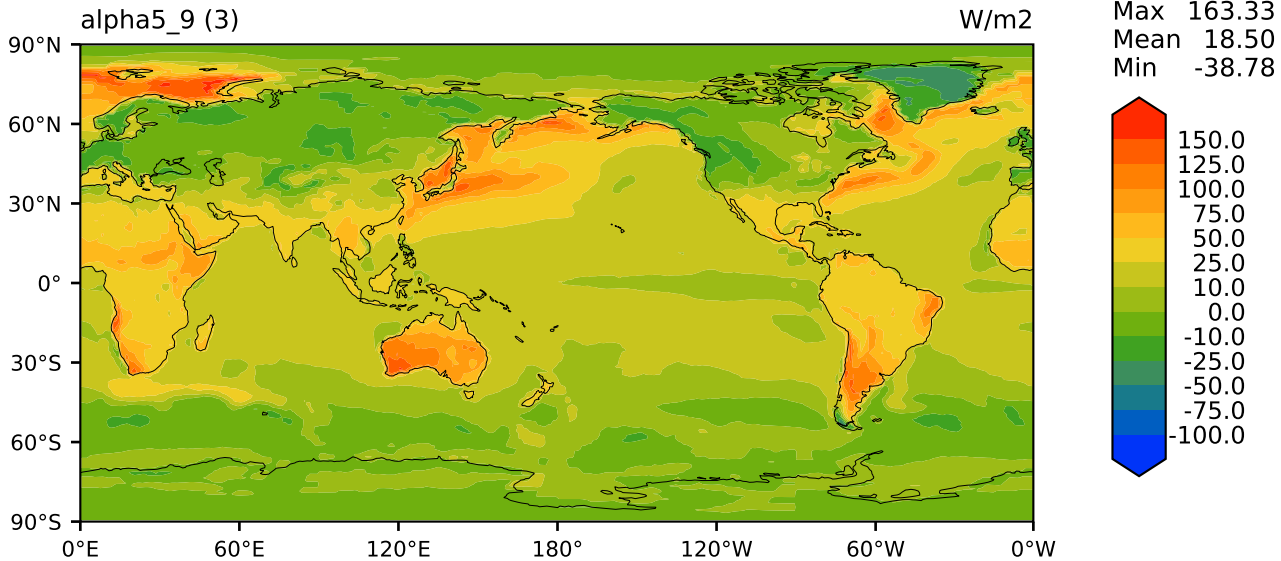 alpha5_9 (3)
W/m2
Max 163.33
Mean 18.50
Min -38.78
90°N
60°N
30°N
0°
30°S
60°S
90°S
0°E
60°E
120°E
180°
120°W
60°W
0°W
150.0
125.0
100.0
75.0
50.0
25.0
10.0
0.0
-10.0
-25.0
-50.0
-75.0
-100.0